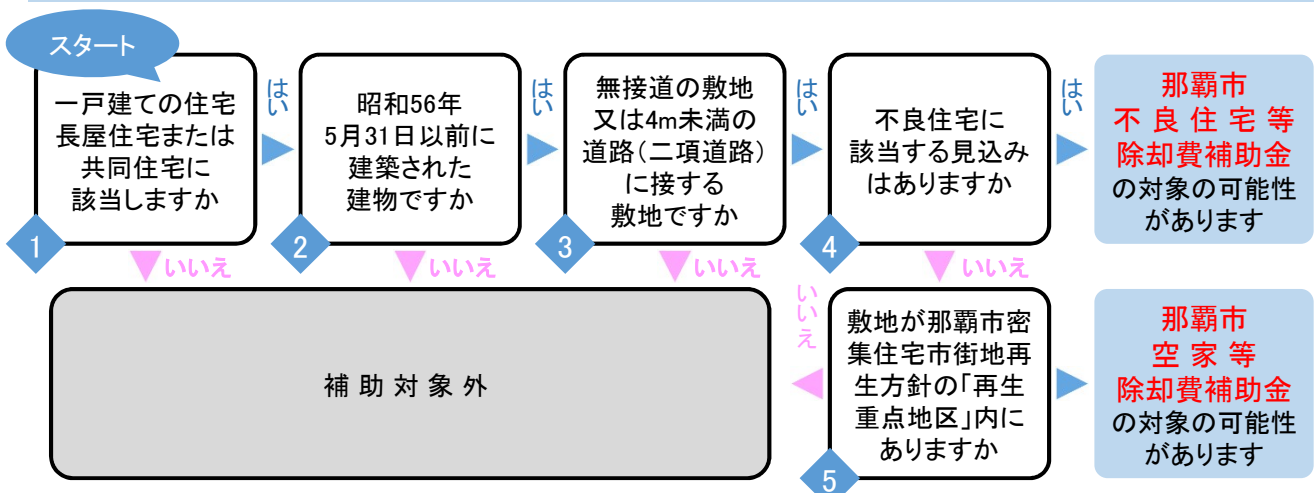 スタート
一戸建ての住宅
長屋住宅または
共同住宅に
該当しますか
1
はい
いいえ
昭和56年
5月31日以前に
建築された
建物ですか
2
はい
いいえ
無接道の敷地
又は4m未満の
道路(二項道路)
に接する
敷地ですか
3
はい
いいえ
不良住宅に
該当する見込み
はありますか
4
はい
いいえ
那覇市
不良住宅等
除却費補助金
の対象の可能性
があります
補助対象外
いいえ
敷地が那覇市密
集住宅市街地再
生方針の「再生
重点地区」内に
ありますか
5
那覇市
空家等
除却費補助金
の対象の可能性
があります